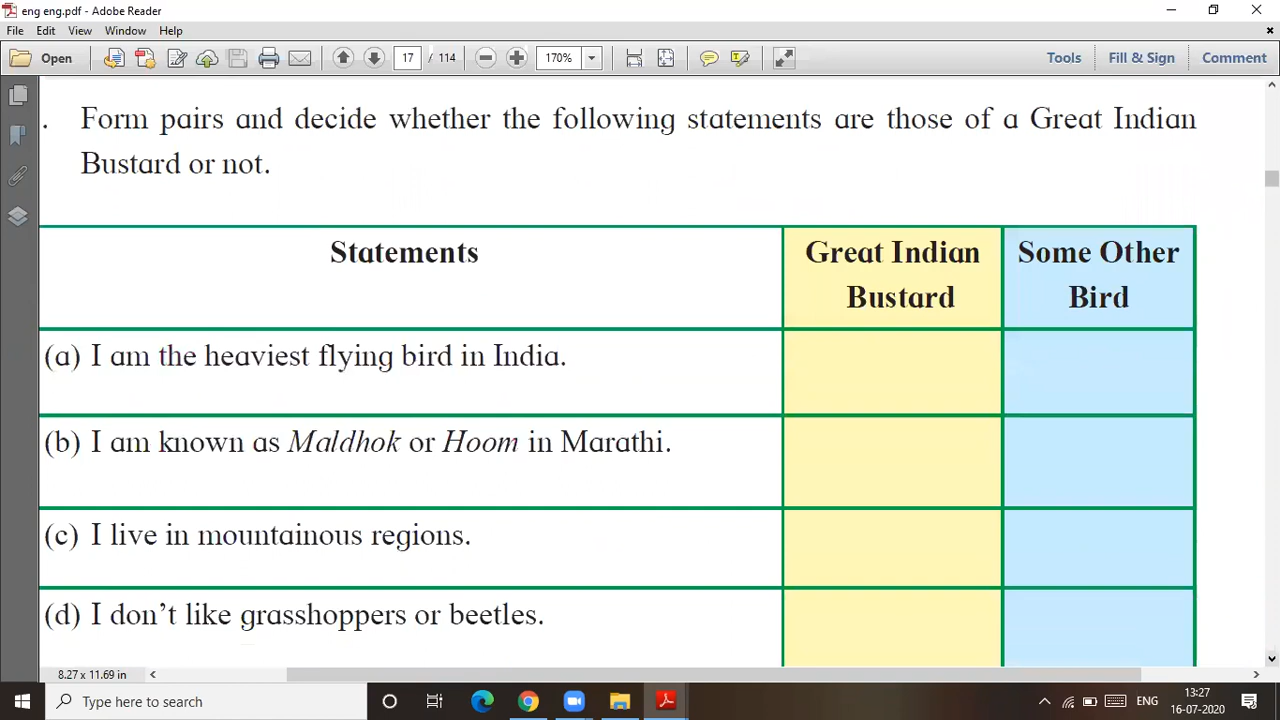 eng eng.pdf - Adobe Reader
File Edit View Window Help
Open 17 / 114 170% Tools Fill & Sign Comment
. Form pairs and decide whether the following statements are those of a Great Indian
Bustard or not.
Statements Great Indian Some Other
Bustard Bird
(a) I am the heaviest flying bird in India.
(b) I am known as Maldhok or Hoom in Marathi.
(c) I live in mountainous regions.
(d) I don’t like grasshoppers or beetles.
8.27 x 11.69 in
Type here to search ENG 13:27
16-07-2020